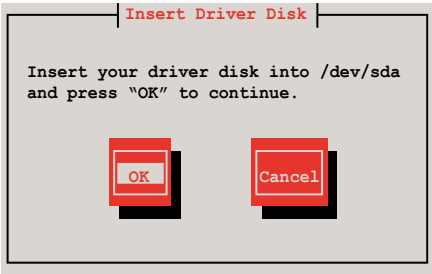 Insert Driver Disk
Insert your driver disk into /dev/sda
and press “OK” to continue.
OK
Cancel